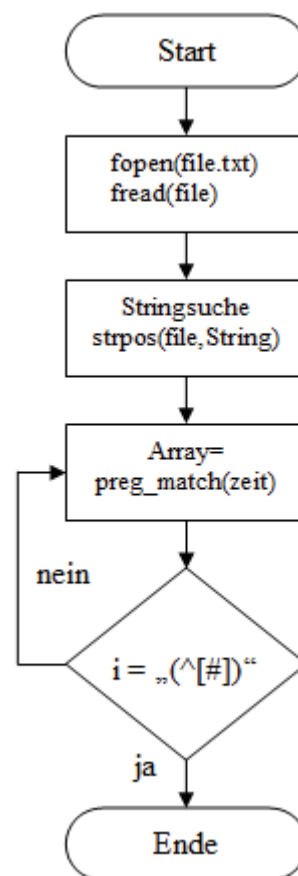 Start
fopen(file.txt)
fread(file)
Stringsuche
strpos(file,String)
Array=
preg_match(zeit)
nein
i = „(^[#])“
ja
Ende